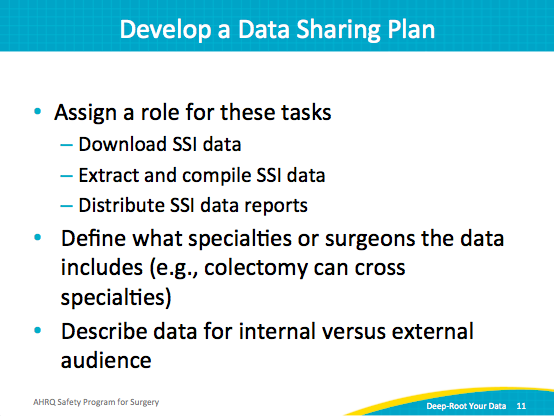 Develop a Data Sharing Plan
• Assign a role for these tasks
– Download SSI data
– Extract and compile SSI data
– Distribute SSI data reports
• Define what specialties or surgeons the data
includes (e.g., colectomy can cross
specialties)
• Describe data for internal versus external
audience
AHRQ Safety Program for Surgery
Deep-Root Your Data 11